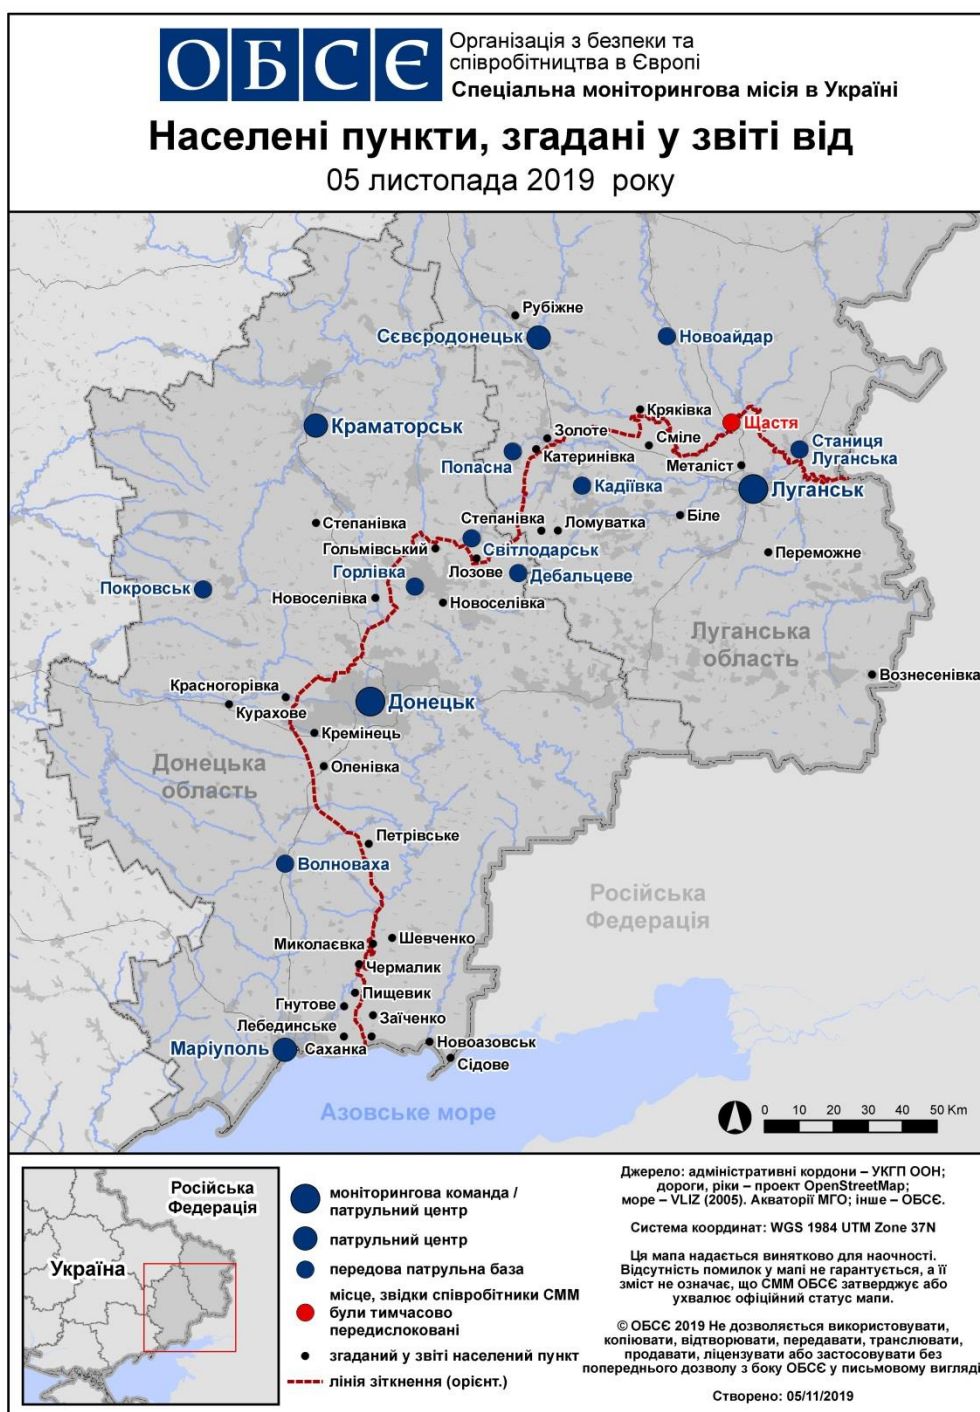 ОБСЄ
Організація з безпеки та
співробітництва в Європі
Спеціальна моніторингова місія в Україні
Населені пункти, згадані у звіті від
05 листопада 2019 року
Рубіжне
Сєвєродонецьк
Новоайдар
Кряківка
Щастя
Краматорськ
Золоте
Сміле
Станиця
Луганська
Катеринівка
Попасна
Металіст
Кадіївка
Луганськ
Степанівка
Степанівка
Ломуватка
Біле
Гольмівський
Світлодарськ
Переможне
Лозове
Дебальцеве
Горлівка
Покровськ
Новоселівка
Новоселівка
Луганська
область
Вознесенівка
Красногорівка
Курахове
Донецьк
Кремінець
Донецька
область
Оленівка
Петрівське
Волноваха
Російська
Федерація
Шевченко
Миколаєвка
Чермалик
Пищевик
Гнутове
Заїченко
Лебединське
Маріуполь
Саханка
Новоазовськ
Сідове
Азовське море
0 10 20 30 40 50 Km
Російська
Федерація
Україна
моніторингова команда /
патрульний центр
патрульний центр
передова патрульна база
місце, звідки співробітники СММ
були тимчасово
передислоковані
згаданий у звіті населений пункт
лінія зіткнення (орієнт.)
Джерело: адміністративні кордони – УКГП ООН;
дороги, ріки – проект OpenStreetMap;
море – VLIZ (2005). Акваторії МГО; інше – ОБСЄ.
Система координат: WGS 1984 UTM Zone 37N
Ця мапа надається винятково для наочності.
Відсутність помилок у мапі не гарантується, а її
зміст не означає, що СММ ОБСЄ затверджує або
ухвалює офіційний статус мапи.
© ОБСЄ 2019 Не дозволяється використовувати,
копіювати, відтворювати, передавати, транслювати,
продавати, ліцензувати або застосовувати без
попереднього дозволу з боку ОБСЄ у письмовому вигляді
Створено: 05/11/2019